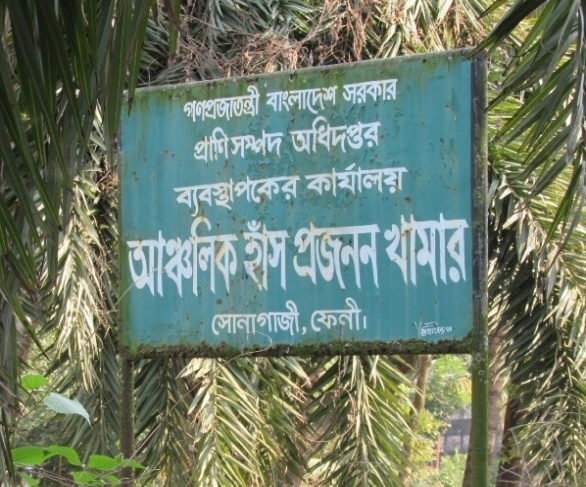 গণপ্রজাতন্ত্রী বাংলাদেশ সরকার
প্রাণি সম্পদ অধিদপ্তর
ব্যবস্থাপকের কার্যালয়
আঞ্চলিক হাঁস প্রজনন খামার
সোনাগাজী, ফেনী।